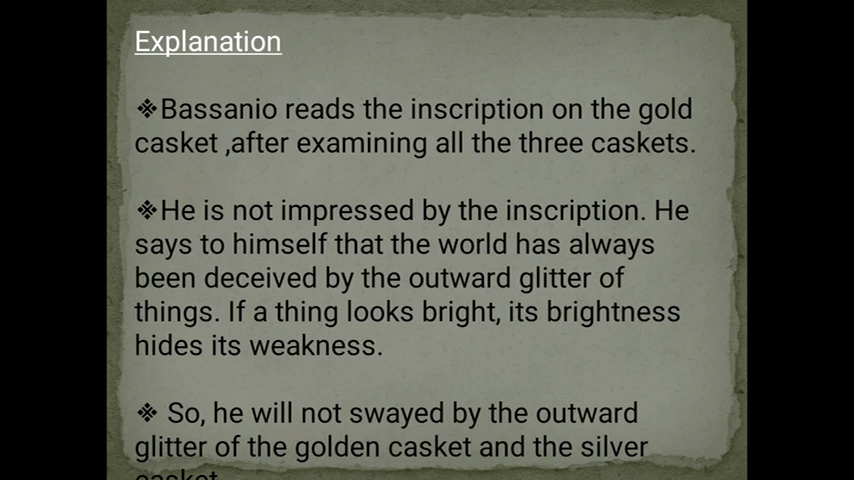 Explanation
❖Bassanio reads the inscription on the gold
casket ,after examining all the three caskets.
❖He is not impressed by the inscription. He
says to himself that the world has always
been deceived by the outward glitter of
things. If a thing looks bright, its brightness
hides its weakness.
❖ So, he will not swayed by the outward
glitter of the golden casket and the silver
casket